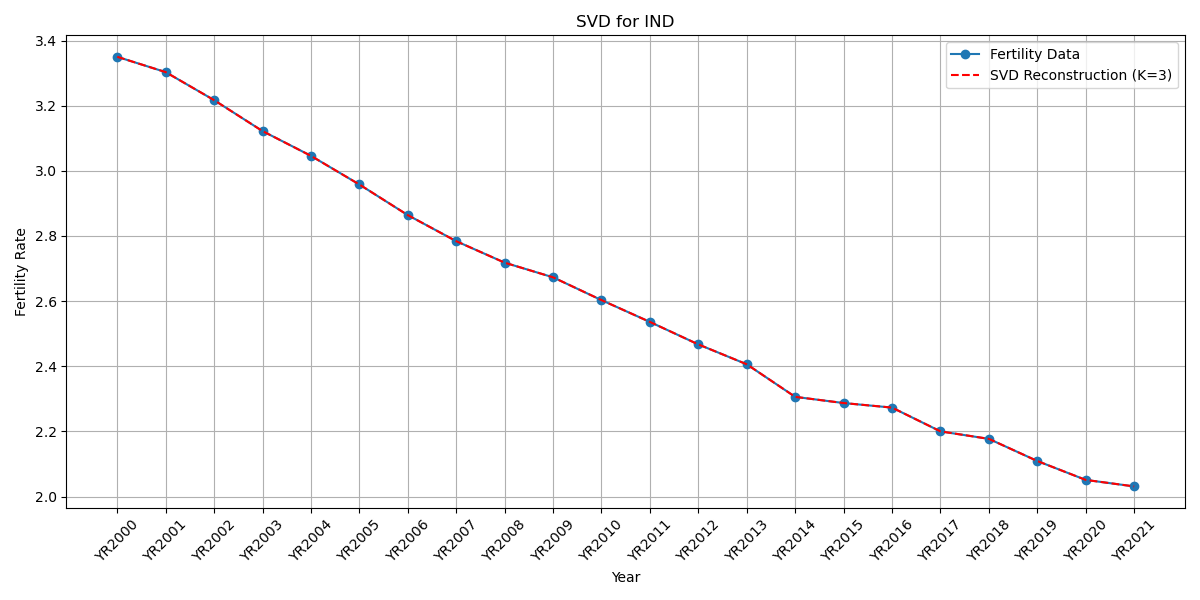 SVD for IND
Fertility Data
SVD Reconstruction (K=3)
Fertility Rate
3.4
3.2
3.0
2.8
2.6
2.4
2.2
2.0
YR2000
YR2001
YR2002
YR2003
YR2004
YR2005
YR2006
YR2007
YR2008
YR2009
YR2010
YR2011
YR2012
YR2013
YR2014
YR2015
YR2016
YR2017
YR2018
YR2019
YR2020
YR2021
Year